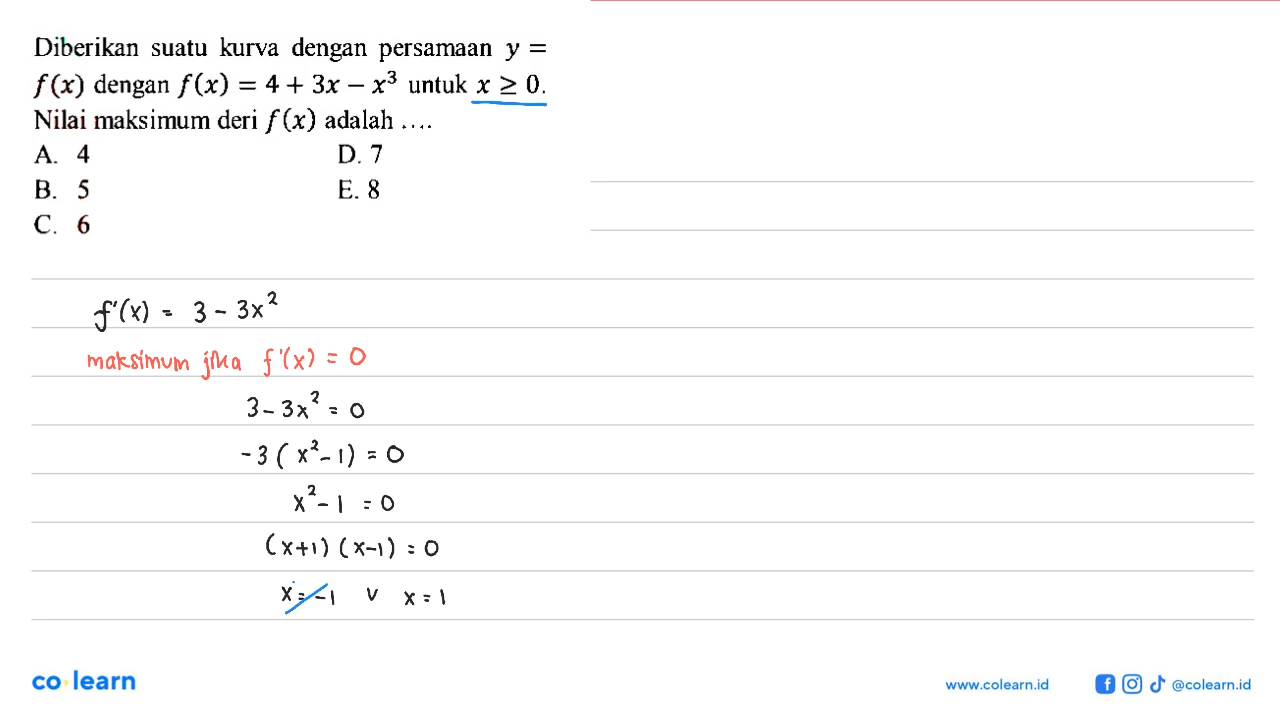 Diberikan suatu kurva dengan persamaan y =
f(x) dengan f(x) = 4 + 3x − x³ untuk x ≥ 0.
Nilai maksimum deri f(x) adalah ....
A. 4
D. 7
B. 5
E. 8
C. 6
f'(x) = 3 - 3x²
maksimum jika f'(x) = 0
3 - 3x² = 0
-3 (x² - 1) = 0
x² - 1 = 0
(x+1) (x-1) = 0
x = -1 v x = 1
co learn
www.colearn.id
@colearn.id